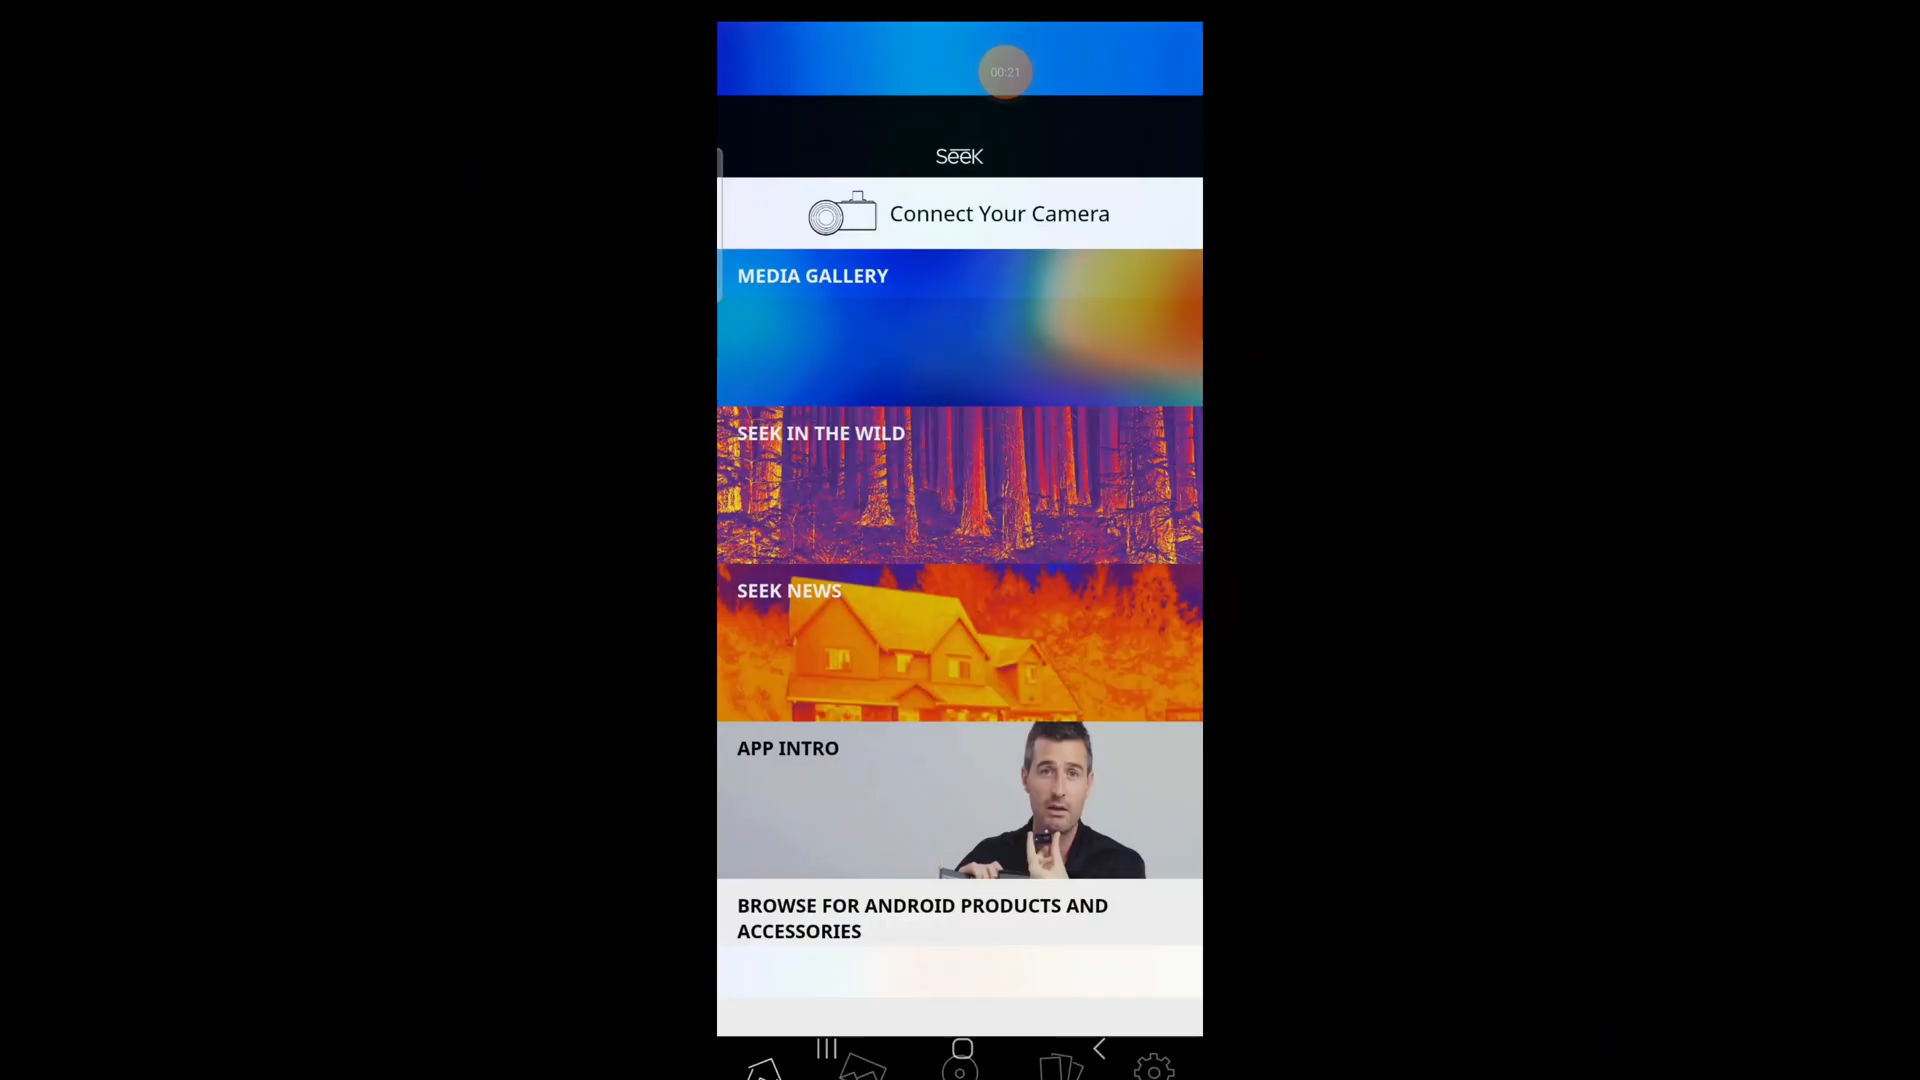 00:21
Seek
Connect Your Camera
MEDIA GALLERY
SEEK IN THE WILD
SEEK NEWS
APP INTRO
BROWSE FOR ANDROID PRODUCTS AND
ACCESSORIES